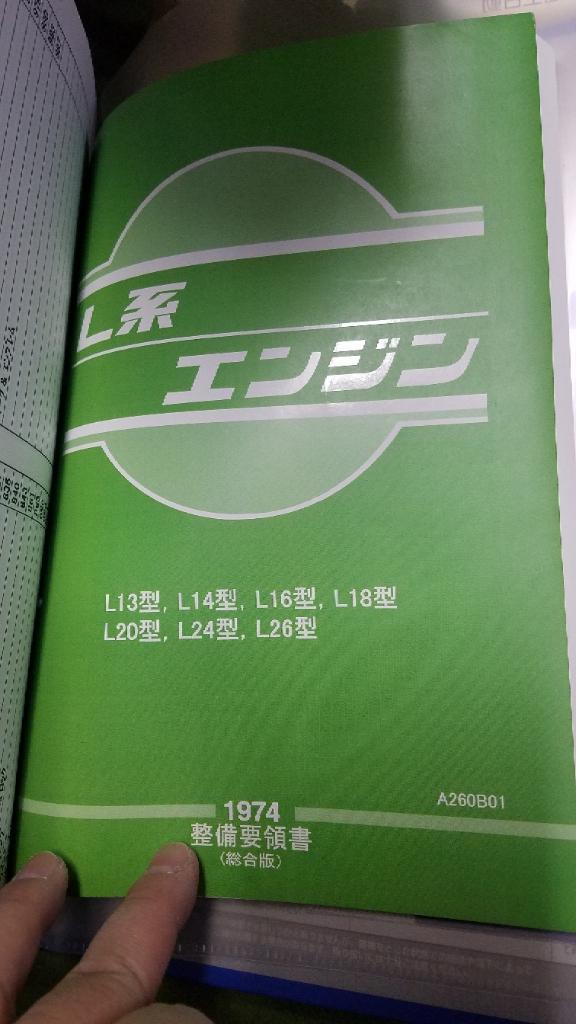 L系
エンジン
L13型, L14型, L16型, L18型
L20型, L24型, L26型
A260B01
1974
整備要領書
(総合版)